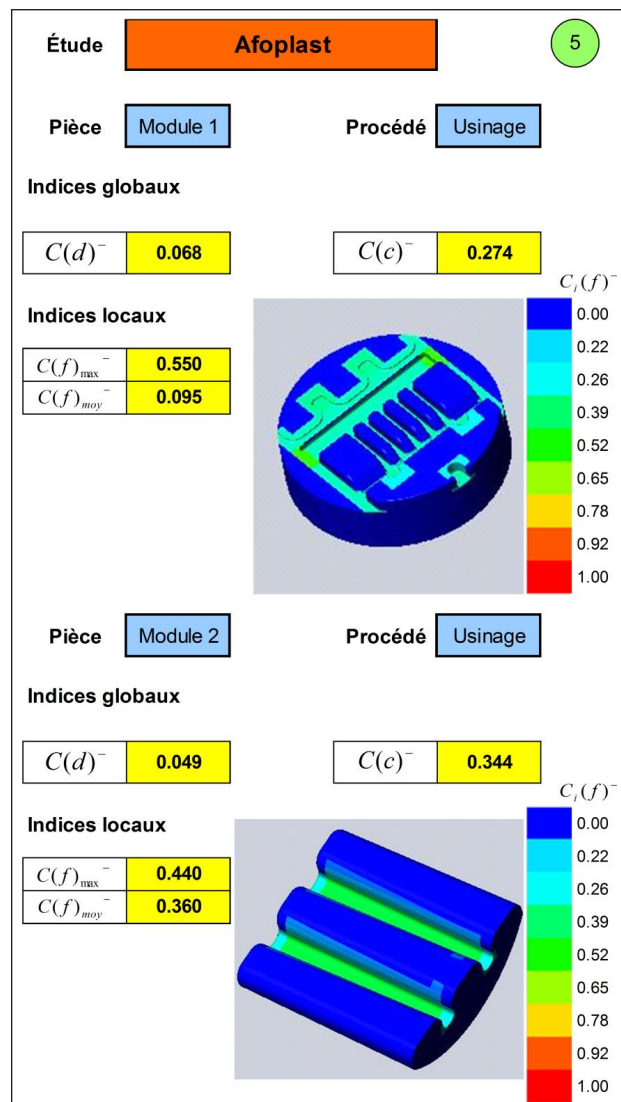 Étude Afoplast 5
Pièce Module 1 Procédé Usinage
Indices globaux
C(d)⁻ 0.068 C(c)⁻ 0.274
Indices locaux
C(f)max⁻ 0.550
C(f)moy⁻ 0.095
Ci(f)⁻
0.00
0.22
0.26
0.39
0.52
0.65
0.78
0.92
1.00
Pièce Module 2 Procédé Usinage
Indices globaux
C(d)⁻ 0.049 C(c)⁻ 0.344
Indices locaux
C(f)max⁻ 0.440
C(f)moy⁻ 0.360
Ci(f)⁻
0.00
0.22
0.26
0.39
0.52
0.65
0.78
0.92
1.00